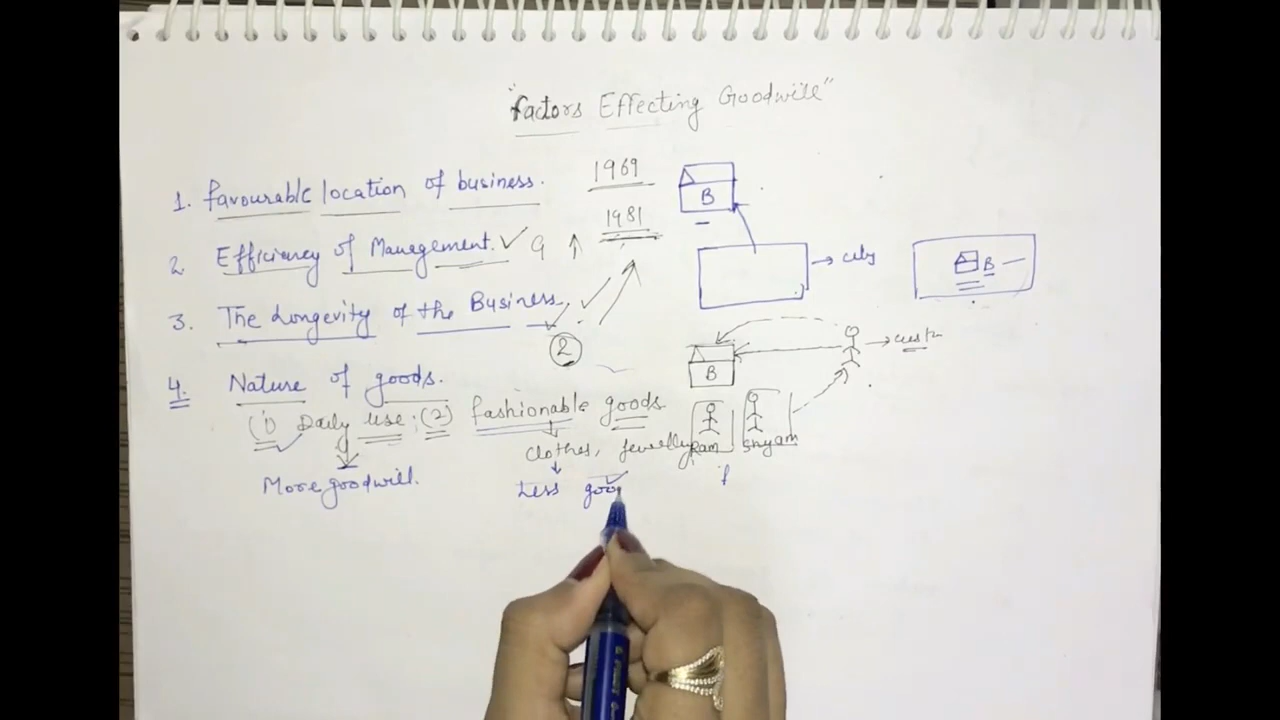 "Factors Effecting Goodwill"
1. Favourable location of business.
1969
B
1981
2 Efficiency of Management. ✓ G ↑
→ city
B
3. The Longevity of the Business
2
→ custm
B
4. Nature of goods.
(1) Daily use; (2) fashionable goods
Ram Shyam
clothes, jewellry
More goodwill.
Less goo